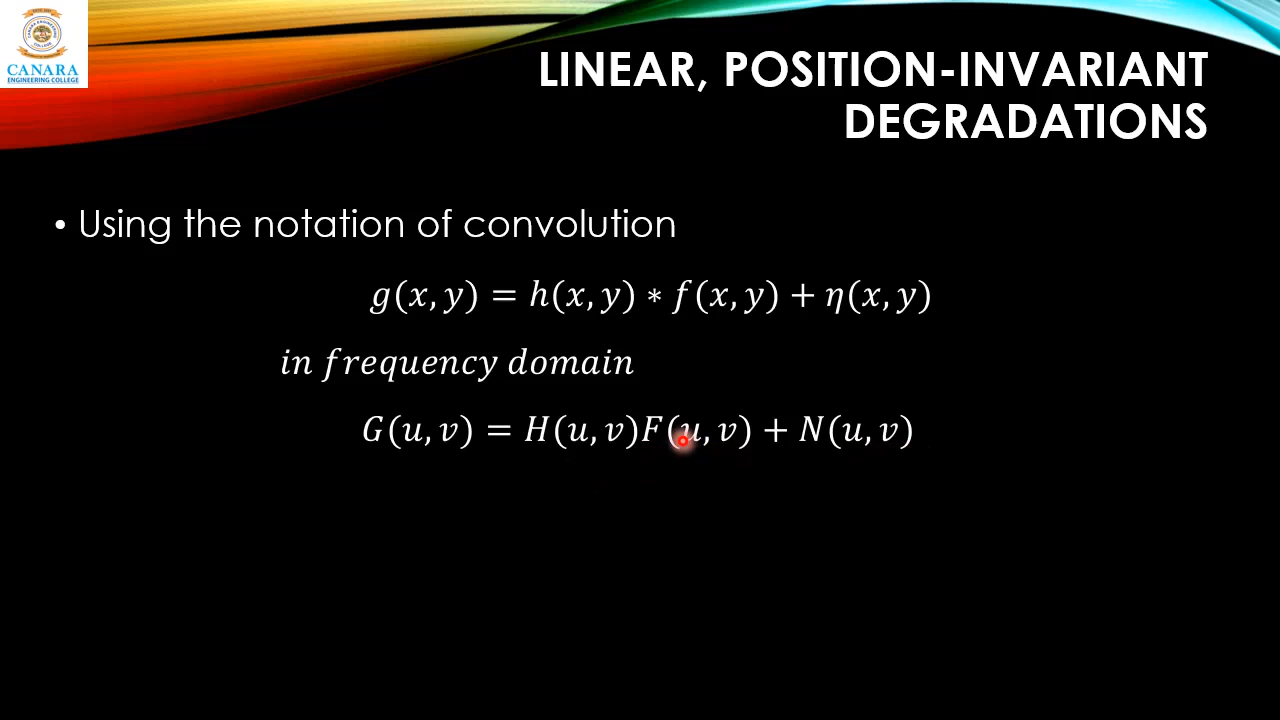 CANARA
ENGINEERING COLLEGE
LINEAR, POSITION-INVARIANT
DEGRADATIONS
• Using the notation of convolution
g(x, y) = h(x, y) ∗ f(x, y) + η(x, y)
in frequency domain
G(u, v) = H(u, v)F(u, v) + N(u, v)